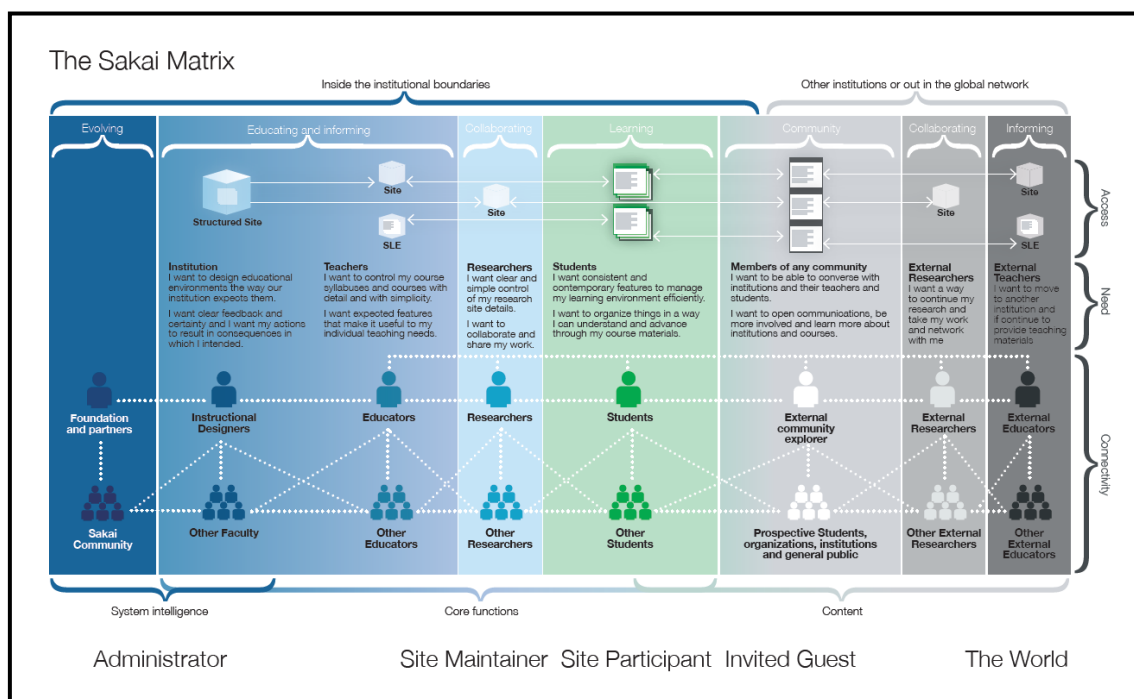 The Sakai Matrix
Inside the institutional boundaries
Other institutions or out in the global network
Evolving
Educating and informing
Collaborating
Learning
Community
Collaborating
Informing
Structured Site
Site
SLE
Site
Site
Site
SLE
Access
Institution
I want to design educational
environments the way our
institution expects them.
I want clear feedback and
certainty and I want my actions
to result in consequences in
which I intended.
Teachers
I want to control my course
syllabuses and courses with
detail and with simplicity.
I want expected features
that make it useful to my
individual teaching needs.
Researchers
I want clear and
simple control
of my research
site details.
I want to
collaborate and
share my work.
Students
I want consistent and
contemporary features to manage
my learning environment efficiently.
I want to organize things in a way
I can understand and advance
through my course materials.
Members of any community
I want to be able to converse with
institutions and their teachers and
students.
I want to open communications, be
more involved and learn more about
institutions and courses.
External
Researchers
I want a way
to continue my
research and
take my work
and network
with me
External
Teachers
I want to move
to another
institution and
if continue to
provide teaching
materials
Need
Foundation
and partners
Instructional
Designers
Educators
Researchers
Students
External
community
explorer
External
Researchers
External
Educators
Connectivity
Sakai
Community
Other Faculty
Other
Educators
Other
Researchers
Other
Students
Prospective Students,
organizations, institutions
and general public
Other External
Researchers
Other
External
Educators
System intelligence
Core functions
Content
Administrator
Site Maintainer
Site Participant
Invited Guest
The World